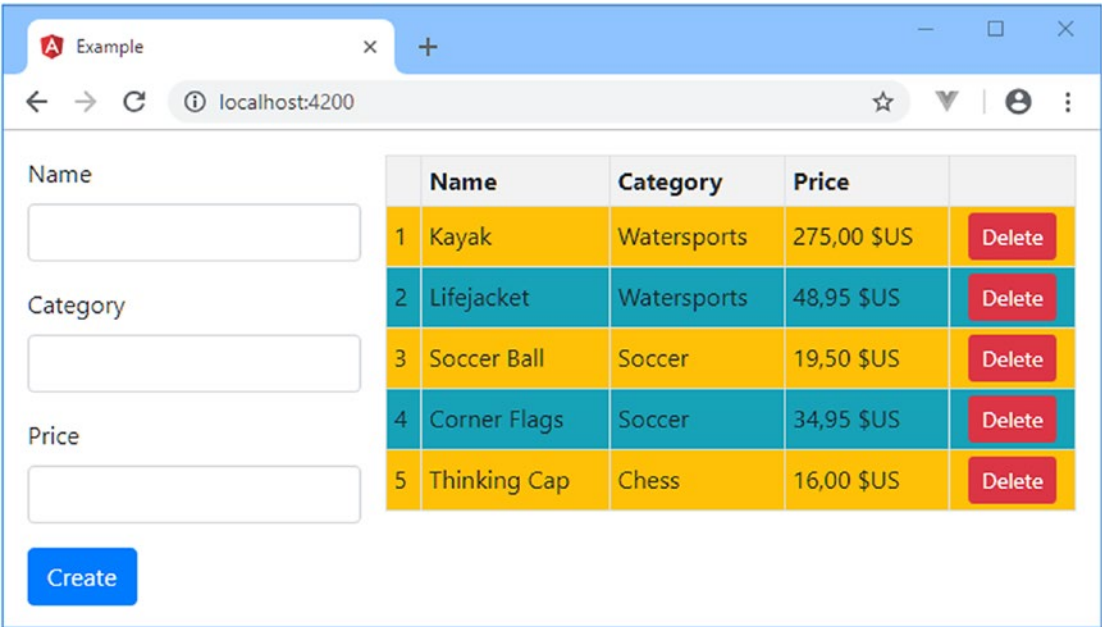 Example
localhost:4200
Name
Category
Price
Create
Name Category Price
1 Kayak Watersports 275,00 $US Delete
2 Lifejacket Watersports 48,95 $US Delete
3 Soccer Ball Soccer 19,50 $US Delete
4 Corner Flags Soccer 34,95 $US Delete
5 Thinking Cap Chess 16,00 $US Delete